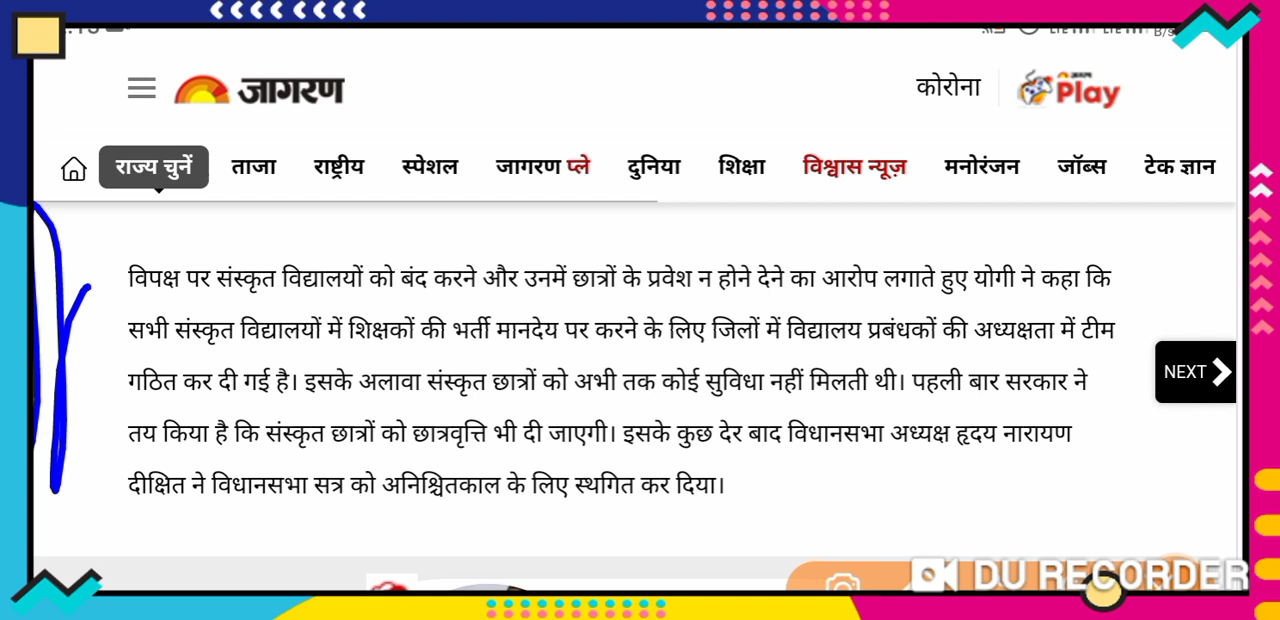 जागरण
कोरोना
जागरण Play
राज्य चुनें ताजा राष्ट्रीय स्पेशल जागरण प्ले दुनिया शिक्षा विश्वास न्यूज़ मनोरंजन जॉब्स टेक ज्ञान
विपक्ष पर संस्कृत विद्यालयों को बंद करने और उनमें छात्रों के प्रवेश न होने देने का आरोप लगाते हुए योगी ने कहा कि
सभी संस्कृत विद्यालयों में शिक्षकों की भर्ती मानदेय पर करने के लिए जिलों में विद्यालय प्रबंधकों की अध्यक्षता में टीम
गठित कर दी गई है। इसके अलावा संस्कृत छात्रों को अभी तक कोई सुविधा नहीं मिलती थी। पहली बार सरकार ने
NEXT
तय किया है कि संस्कृत छात्रों को छात्रवृत्ति भी दी जाएगी। इसके कुछ देर बाद विधानसभा अध्यक्ष हृदय नारायण
दीक्षित ने विधानसभा सत्र को अनिश्चितकाल के लिए स्थगित कर दिया।
DU RECORDER